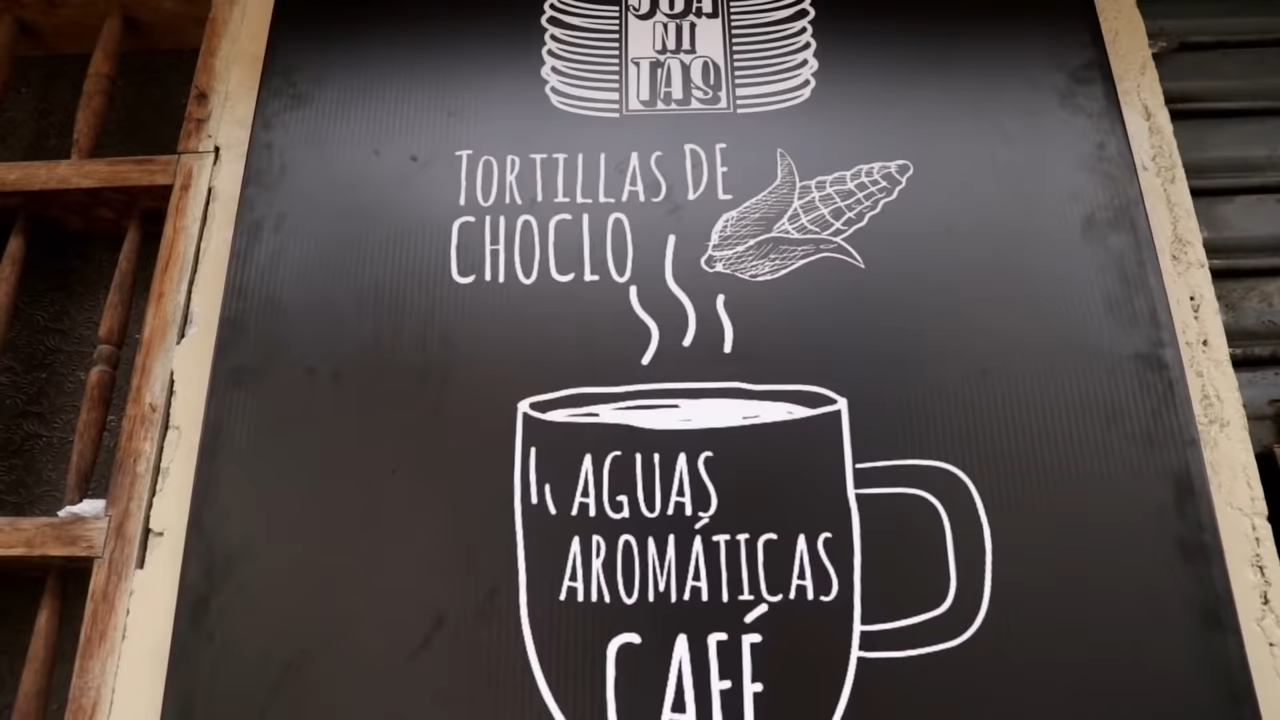 JUA
NI
TAS
TORTILLAS DE
CHOCLO
AGUAS
AROMÁTICAS
CAFÉ